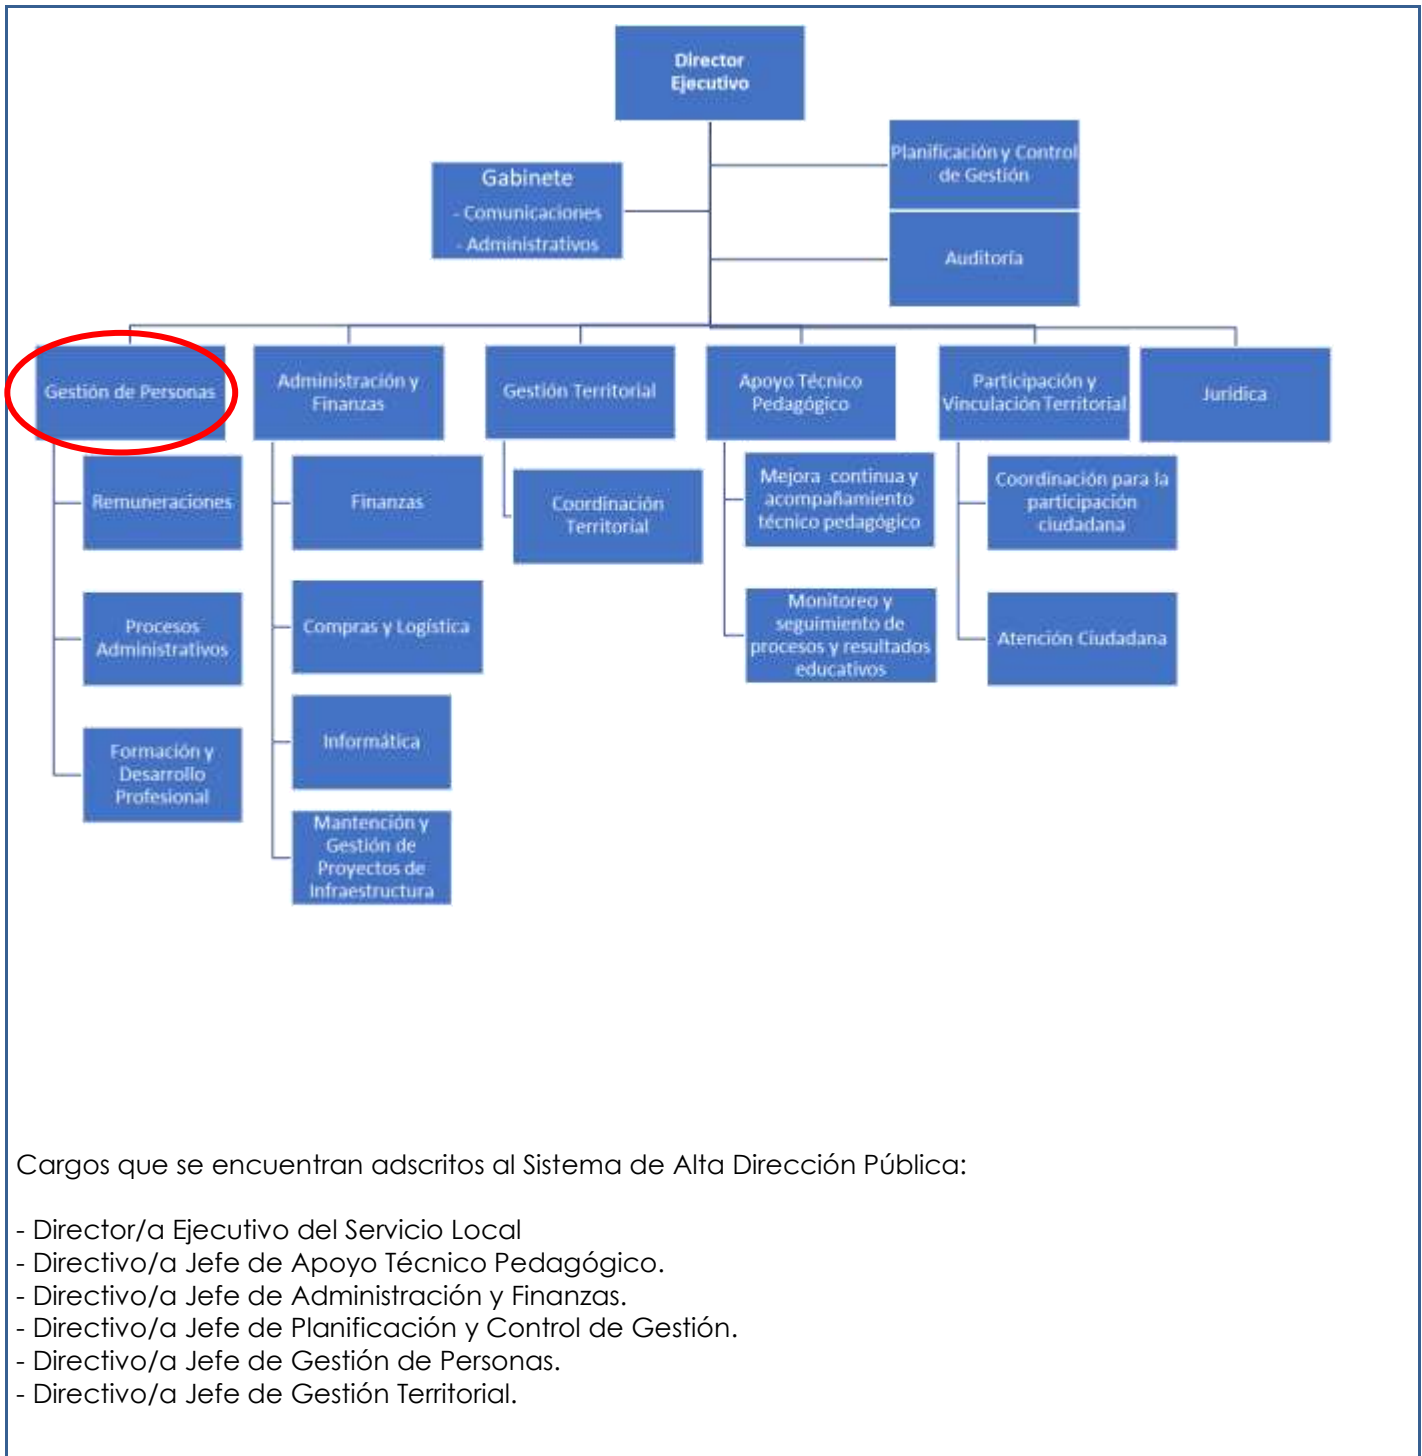 Director
Ejecutivo
Planificación y Control
de Gestión
Gabinete
- Comunicaciones
- Administrativos
Auditoría
Gestión de Personas
Administración y
Finanzas
Gestión Territorial
Apoyo Técnico
Pedagógico
Participación y
Vinculación Territorial
Jurídica
Remuneraciones
Finanzas
Coordinación
Territorial
Mejora continua y
acompañamiento
técnico pedagógico
Coordinación para la
participación
ciudadana
Procesos
Administrativos
Compras y Logística
Monitoreo y
seguimiento de
procesos y resultados
educativos
Atención Ciudadana
Formación y
Desarrollo
Profesional
Informática
Mantención y
Gestión de
Proyectos de
Infraestructura
Cargos que se encuentran adscritos al Sistema de Alta Dirección Pública:
- Director/a Ejecutivo del Servicio Local
- Directivo/a Jefe de Apoyo Técnico Pedagógico.
- Directivo/a Jefe de Administración y Finanzas.
- Directivo/a Jefe de Planificación y Control de Gestión.
- Directivo/a Jefe de Gestión de Personas.
- Directivo/a Jefe de Gestión Territorial.